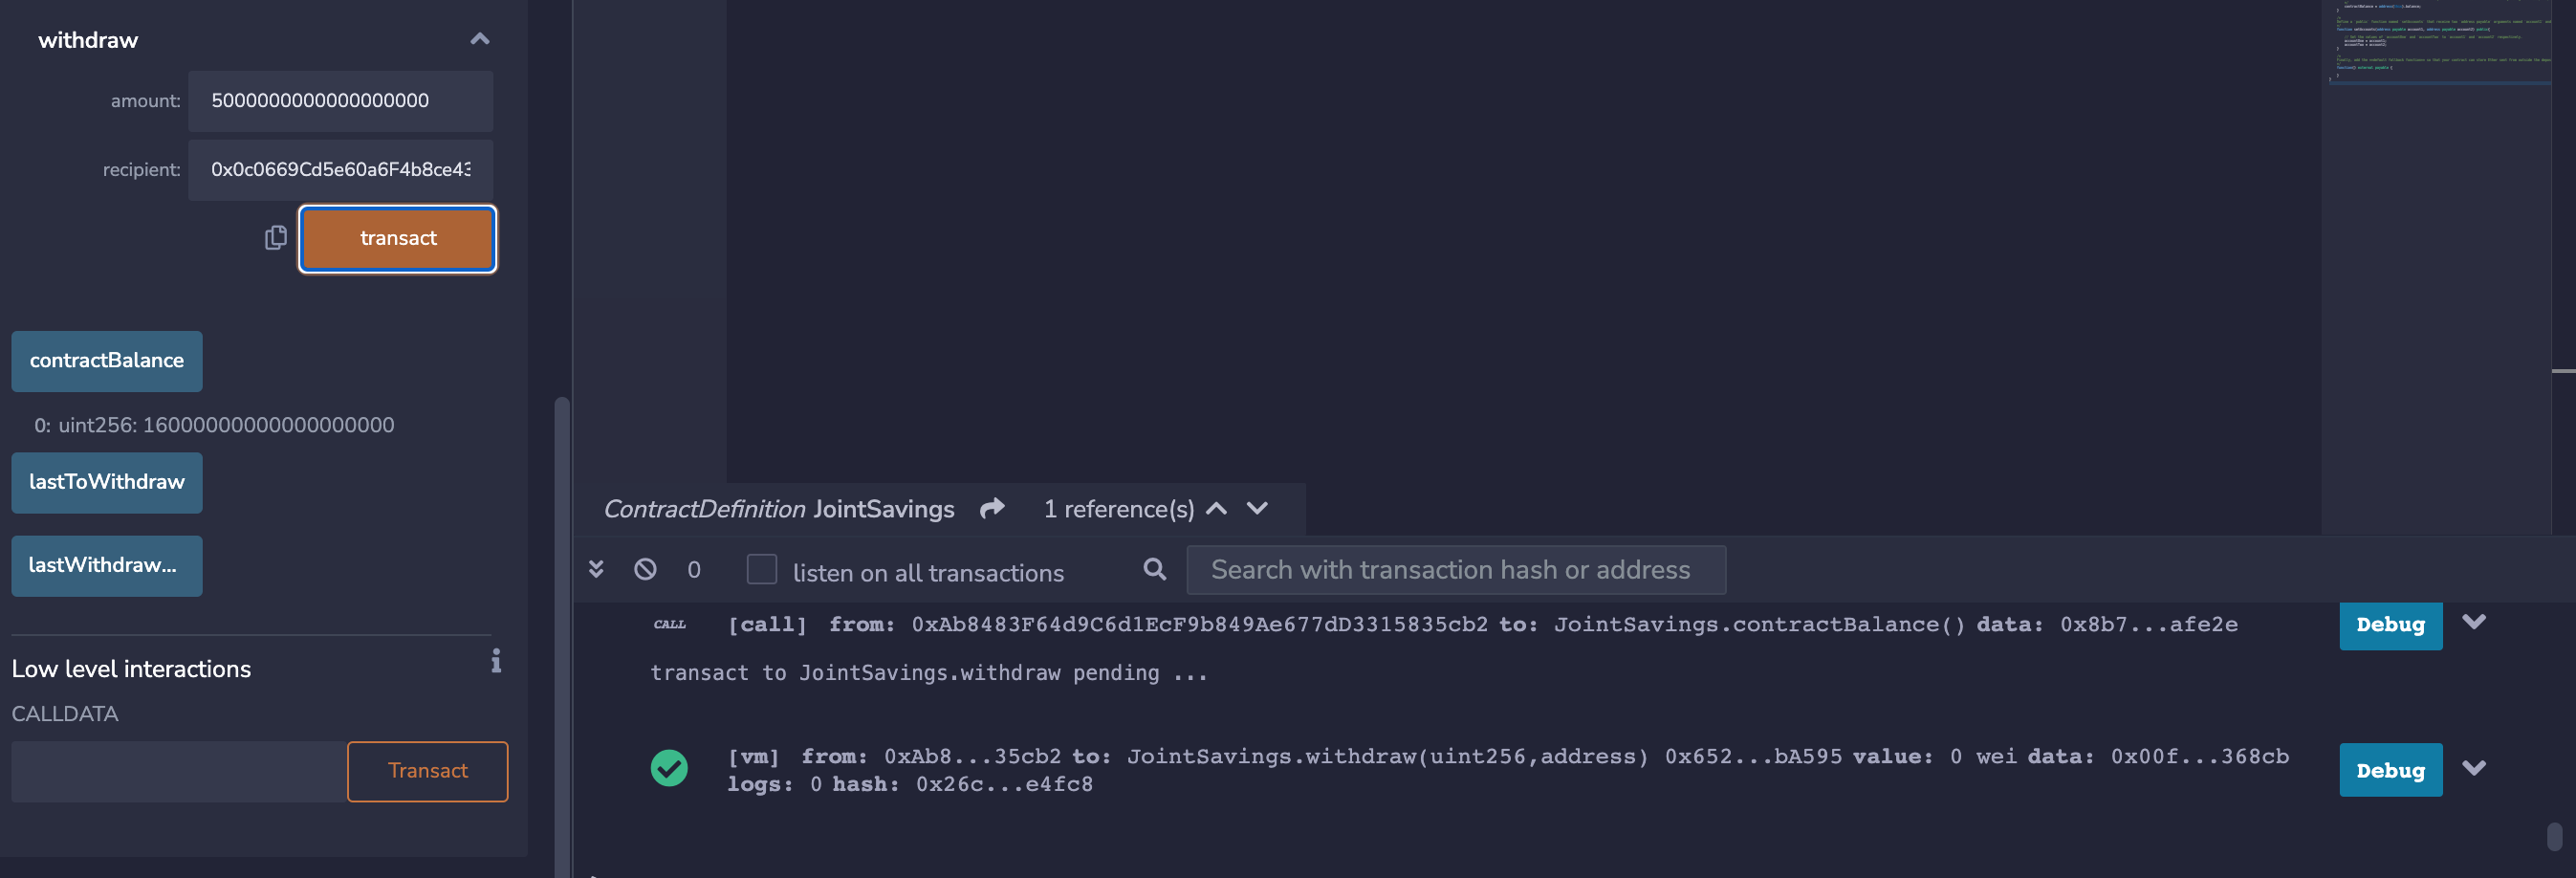 withdraw
amount: 5000000000000000000
recipient: 0x0c0669Cd5e60a6F4b8ce43
transact
contractBalance
0: uint256: 16000000000000000000
lastToWithdraw
lastWithdraw...
Low level interactions
CALLDATA
Transact
ContractDefinition JointSavings 1 reference(s)
0 listen on all transactions Search with transaction hash or address
CALL [call] from: 0xAb8483F64d9C6d1EcF9b849Ae677dD3315835cb2 to: JointSavings.contractBalance() data: 0x8b7...afe2e Debug
transact to JointSavings.withdraw pending ...
[vm] from: 0xAb8...35cb2 to: JointSavings.withdraw(uint256,address) 0x652...bA595 value: 0 wei data: 0x00f...368cb Debug
logs: 0 hash: 0x26c...e4fc8